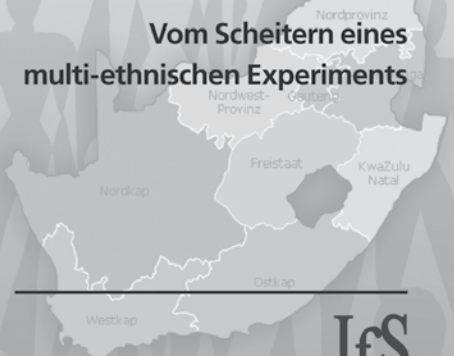 Nordprovinz
Vom Scheitern eines
multi-ethnischen Experiments
Nordwest-
Provinz
Gauteng
Freistaat
KwaZulu
Natal
Nordkap
Ostkap
Westkap
IfS